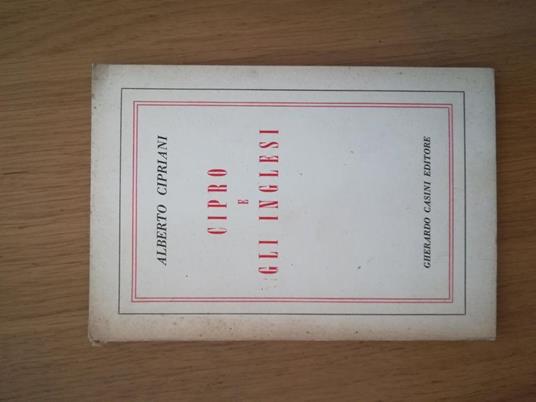 ALBERTO CIPRIANI
CIPRO
E
GLI INGLESI
GHERARDO CASINI EDITORE